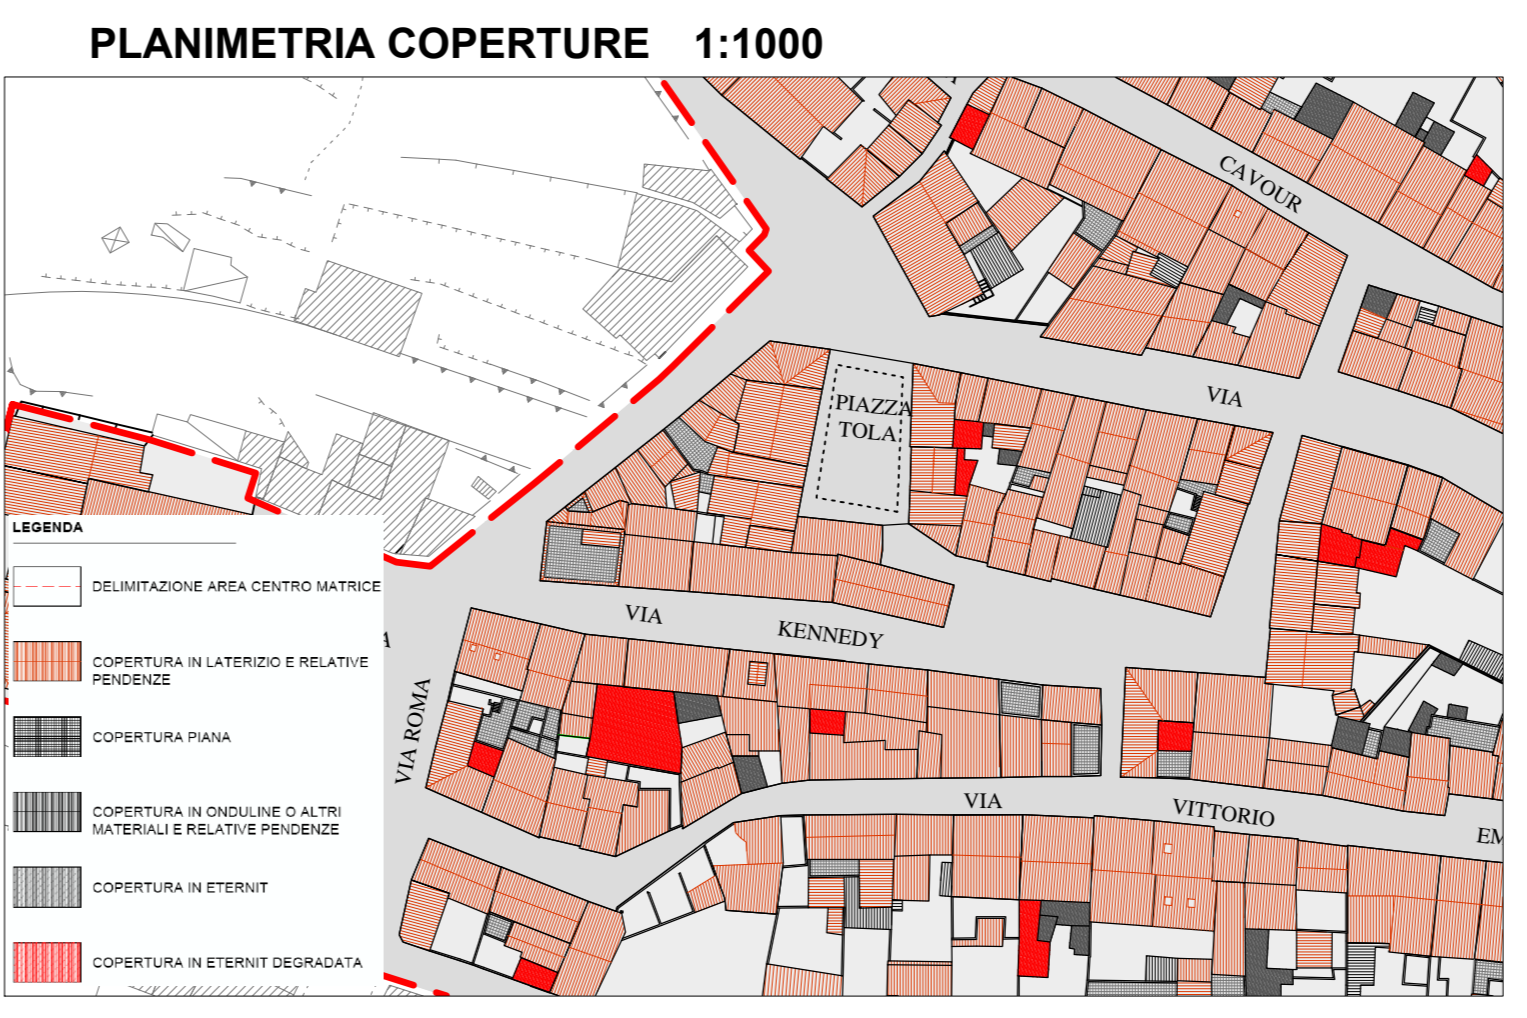 PLANIMETRIA COPERTURE 1:1000
CAVOUR
VIA
PIAZZA
TOLA
LEGENDA
DELIMITAZIONE AREA CENTRO MATRICE
COPERTURA IN LATERIZIO E RELATIVE
PENDENZE
COPERTURA PIANA
COPERTURA IN ONDULINE O ALTRI
MATERIALI E RELATIVE PENDENZE
COPERTURA IN ETERNIT
COPERTURA IN ETERNIT DEGRADATA
VIA
KENNEDY
VIA ROMA
VIA
VITTORIO
EM